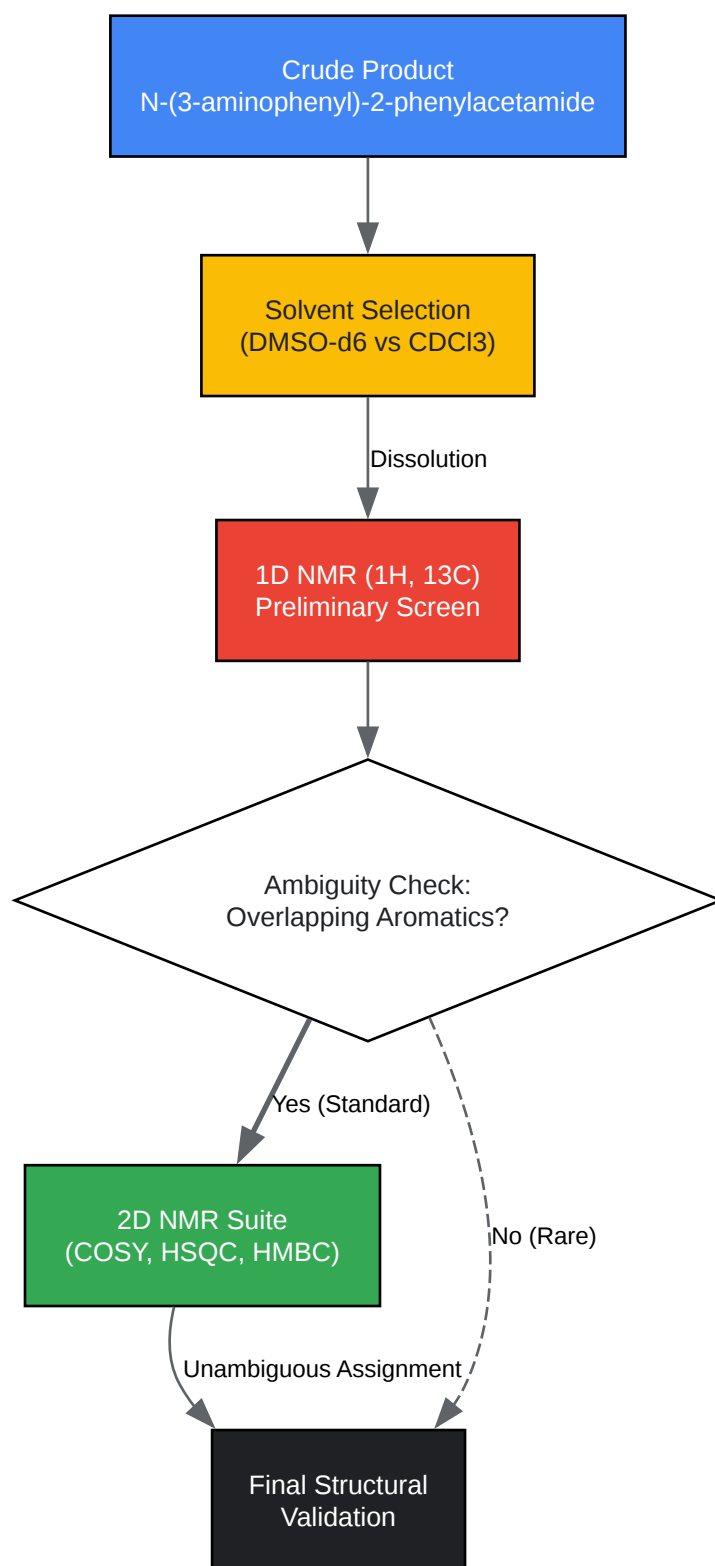 Crude Product
N-(3-aminophenyl)-2-phenylacetamide
Solvent Selection
(DMSO-d6 vs CDCl3)
Dissolution
1D NMR (1H, 13C)
Preliminary Screen
Ambiguity Check:
Overlapping Aromatics?
Yes (Standard)
2D NMR Suite
(COSY, HSQC, HMBC)
No (Rare)
Unambiguous Assignment
Final Structural
Validation